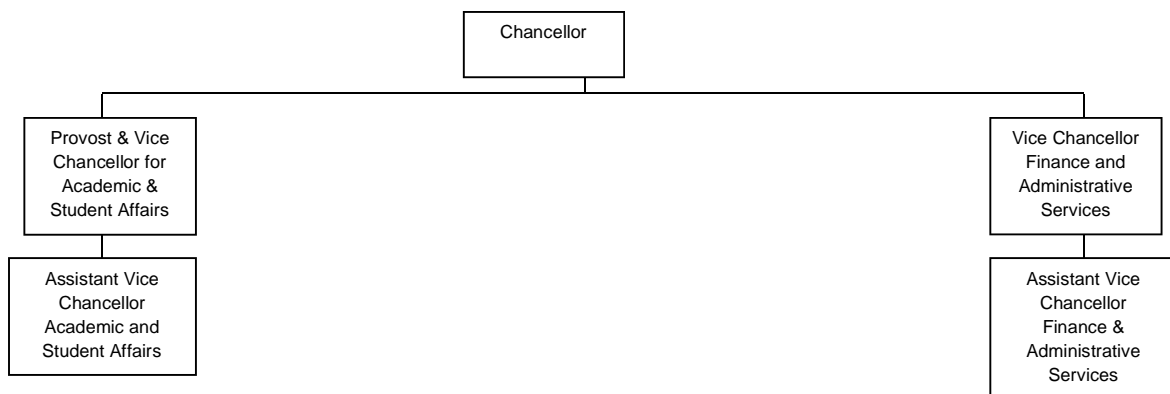 Chancellor
Provost & Vice
Chancellor for
Academic &
Student Affairs
Vice Chancellor
Finance and
Administrative
Services
Assistant Vice
Chancellor
Academic and
Student Affairs
Assistant Vice
Chancellor
Finance &
Administrative
Services